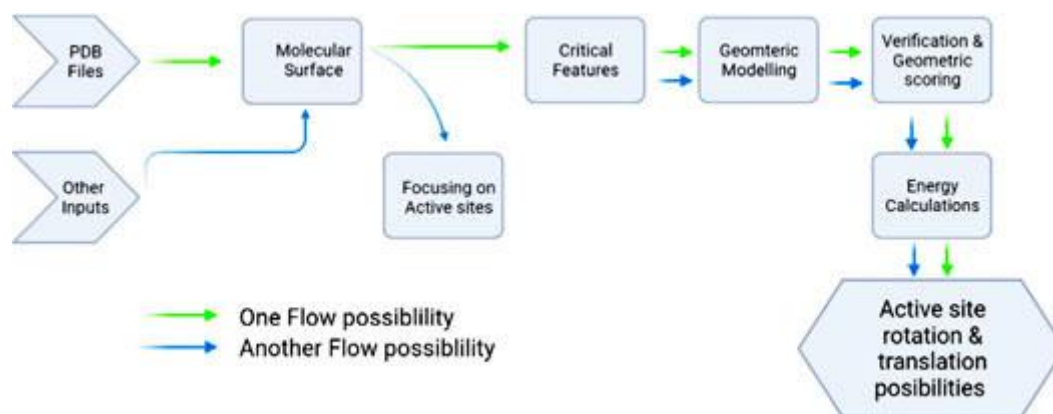 PDB
Files
Molecular
Surface
Critical
Features
Geomteric
Modelling
Verification &
Geometric
scoring
Other
Inputs
Focusing on
Active sites
Energy
Calculations
One Flow possiblility
Another Flow possiblility
Active site
rotation &
translation
posibilities